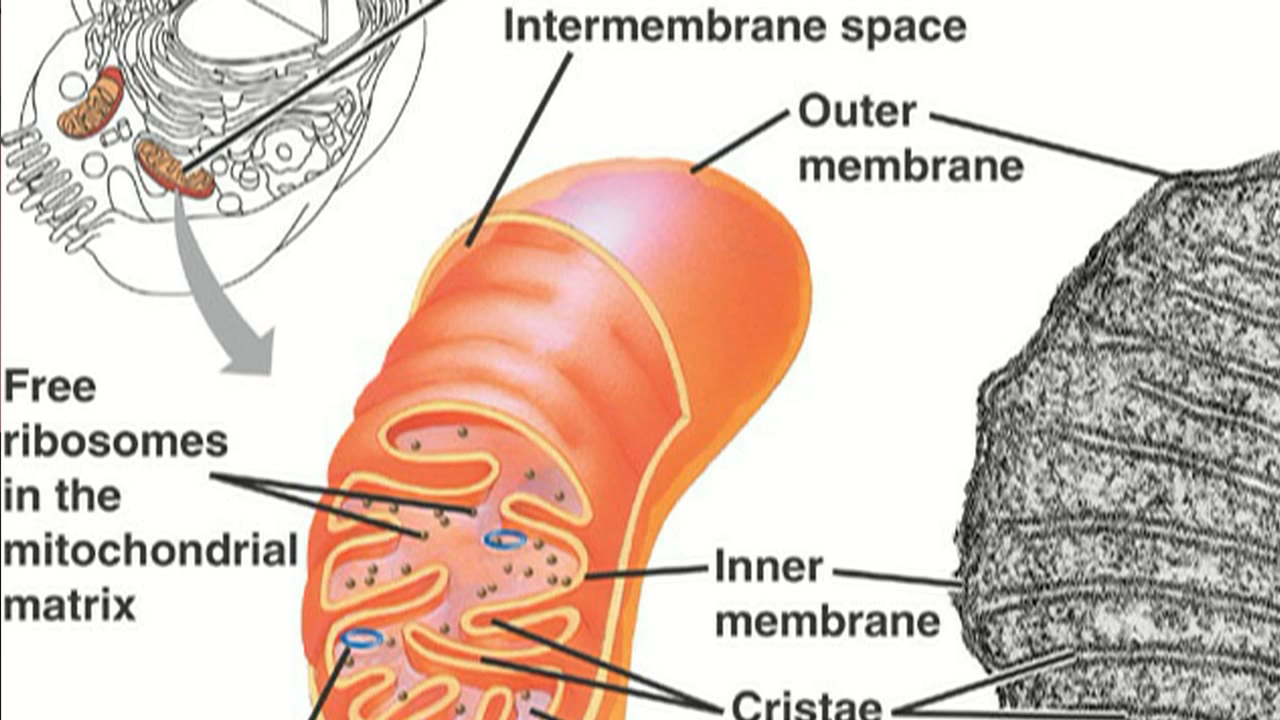 Intermembrane space
Outer
membrane
Free
ribosomes
in the
mitochondrial
matrix
Inner
membrane
Cristae